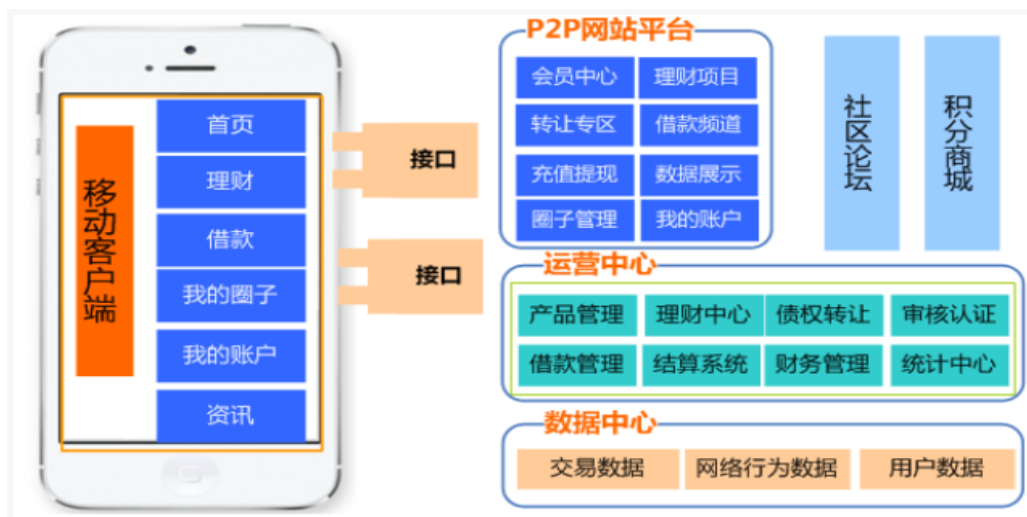 移动客户端
首页
理财
借款
我的圈子
我的账户
资讯
接口
接口
P2P网站平台
会员中心 理财项目
转让专区 借款频道
充值提现 数据展示
圈子管理 我的账户
社区论坛
积分商城
运营中心
产品管理 理财中心 债权转让 审核认证
借款管理 结算系统 财务管理 统计中心
数据中心
交易数据 网络行为数据 用户数据